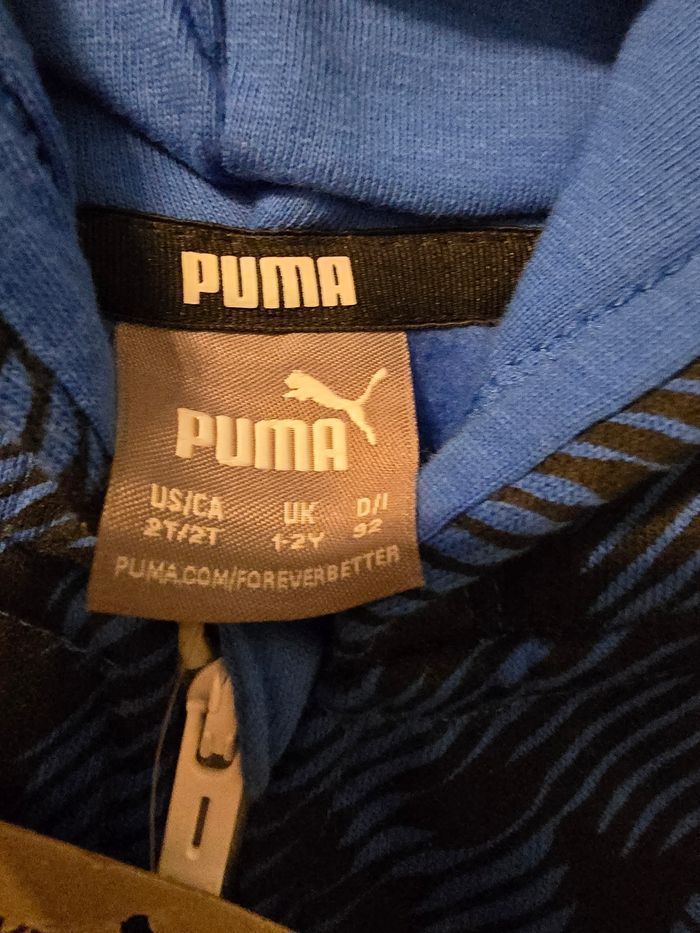 PUMA
PUMA
US/CA UK D/I
2T/2T 1-2Y 92
PUMA.COM/FOREVERBETTER